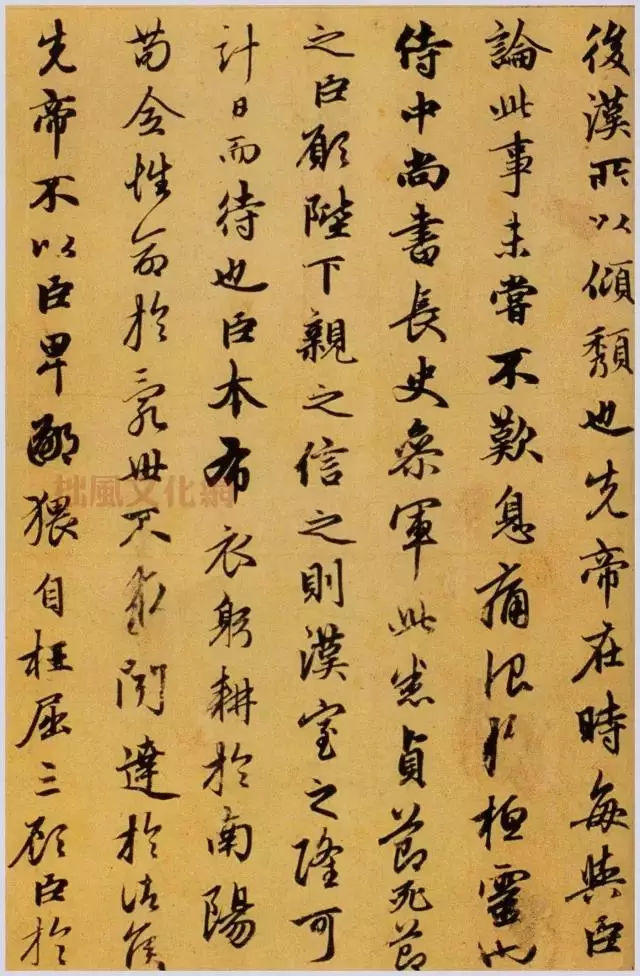 後漢所以傾頹也先帝在時每與臣
論此事未嘗不歎息痛恨於桓靈也
侍中尚書長史參軍此悉貞節死節
之臣願陛下親之信之則漢室之隆可
計日而待也臣本布衣躬耕於南陽
苟全性命於亂世不求聞達於諸侯
先帝不以臣卑鄙猥自枉屈三顧臣於
拙風文化網